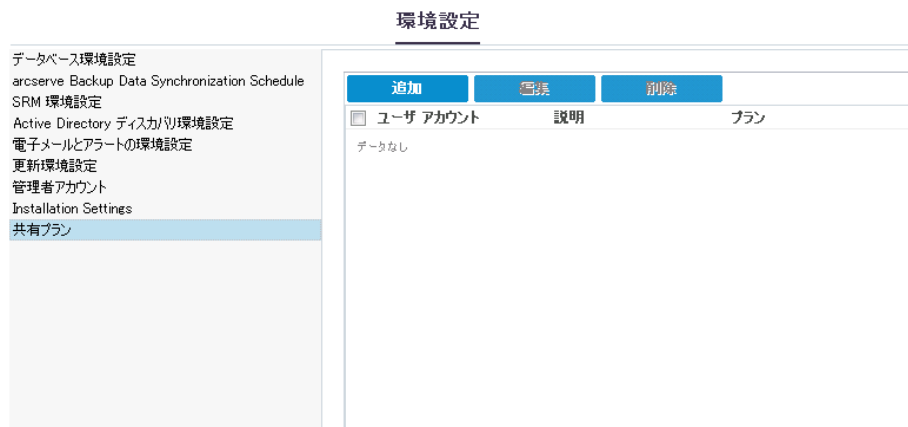 環境設定
データベース環境設定
arcserve Backup Data Synchronization Schedule
SRM 環境設定
Active Directory ディスカバリ環境設定
電子メールとアラートの環境設定
更新環境設定
管理者アカウント
Installation Settings
共有プラン
追加 編集 削除
ユーザ アカウント 説明 プラン
データなし